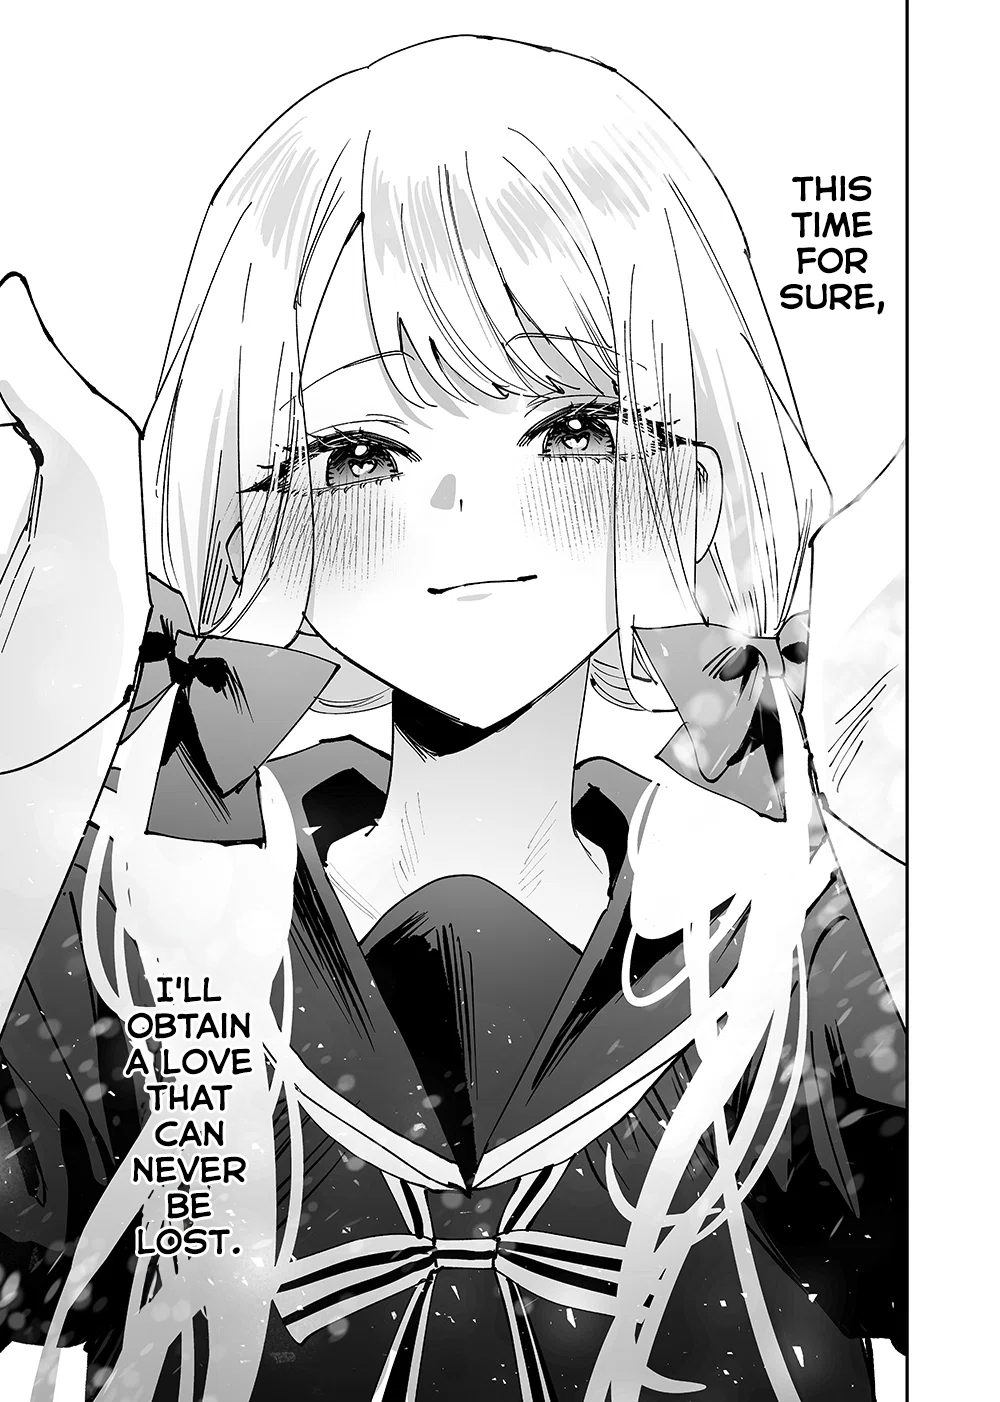 THIS
TIME
FOR
SURE,
I'LL
OBTAIN
A LOVE
THAT
CAN
NEVER
BE
LOST.